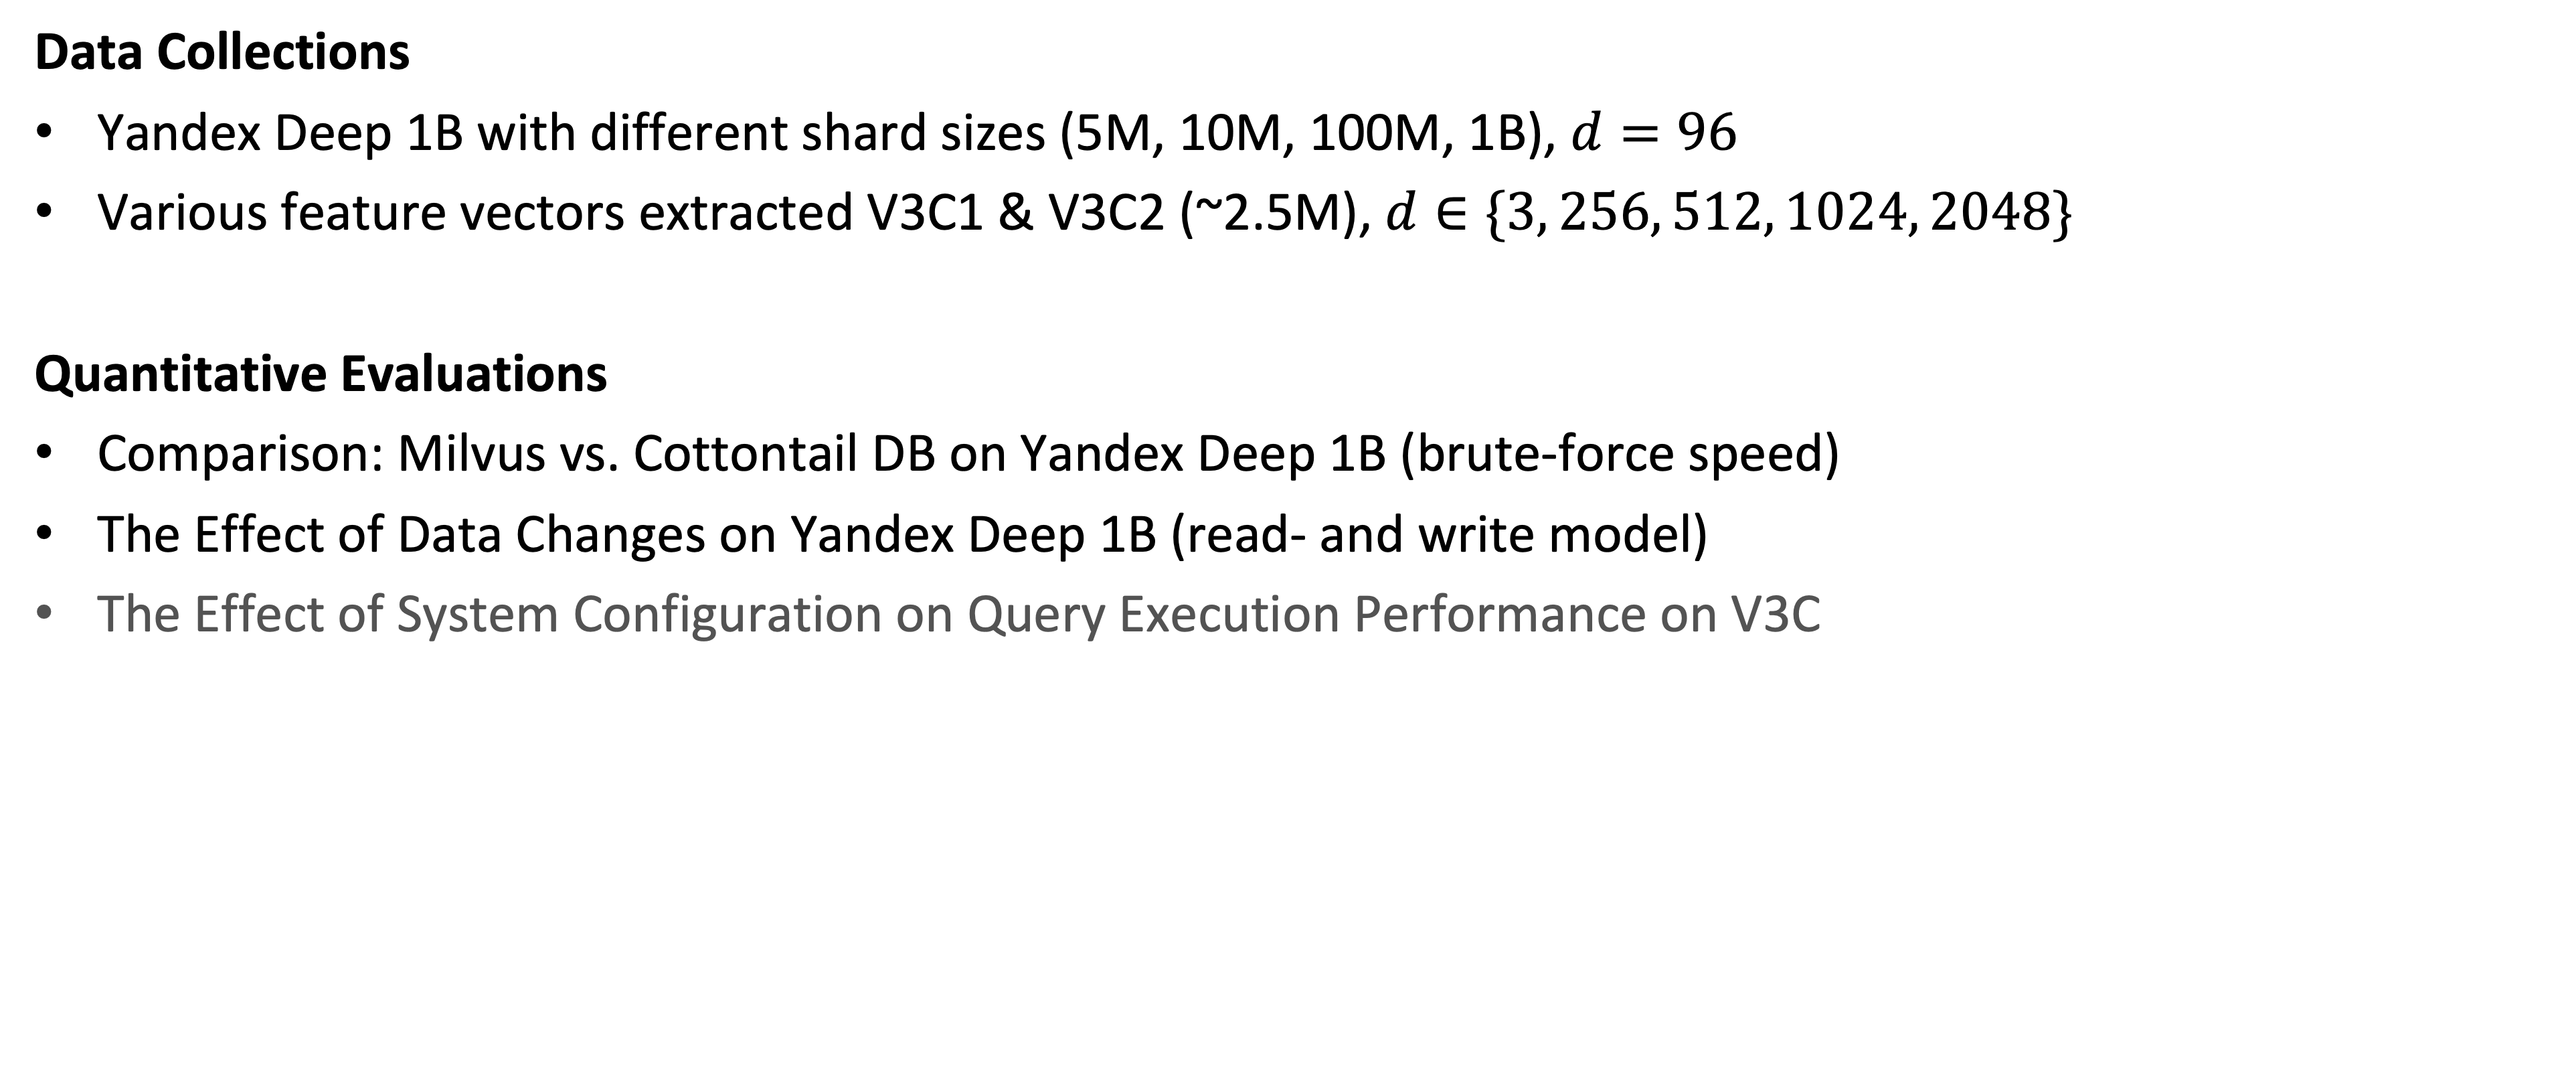 Data Collections
• Yandex Deep 1B with different shard sizes (5M, 10M, 100M, 1B), d = 96
• Various feature vectors extracted V3C1 & V3C2 (~2.5M), d ∈ {3, 256, 512, 1024, 2048}
Quantitative Evaluations
• Comparison: Milvus vs. Cottontail DB on Yandex Deep 1B (brute-force speed)
• The Effect of Data Changes on Yandex Deep 1B (read- and write model)
• The Effect of System Configuration on Query Execution Performance on V3C